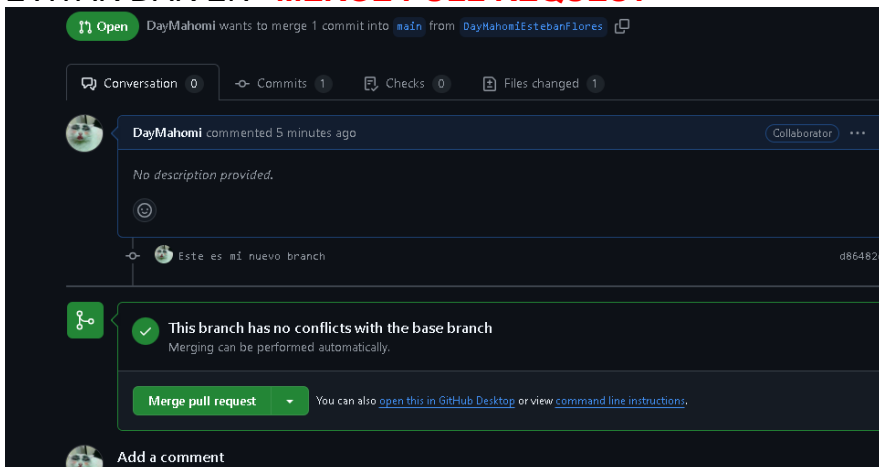 Open DayMahomi wants to merge 1 commit into main from DayMahomiEstebanFlores
Conversation 0 Commits 1 Checks 0 Files changed 1
DayMahomi commented 5 minutes ago Collaborator
No description provided.
Este es mi nuevo branch d86482
This branch has no conflicts with the base branch
Merging can be performed automatically.
Merge pull request You can also open this in GitHub Desktop or view command line instructions.
Add a comment